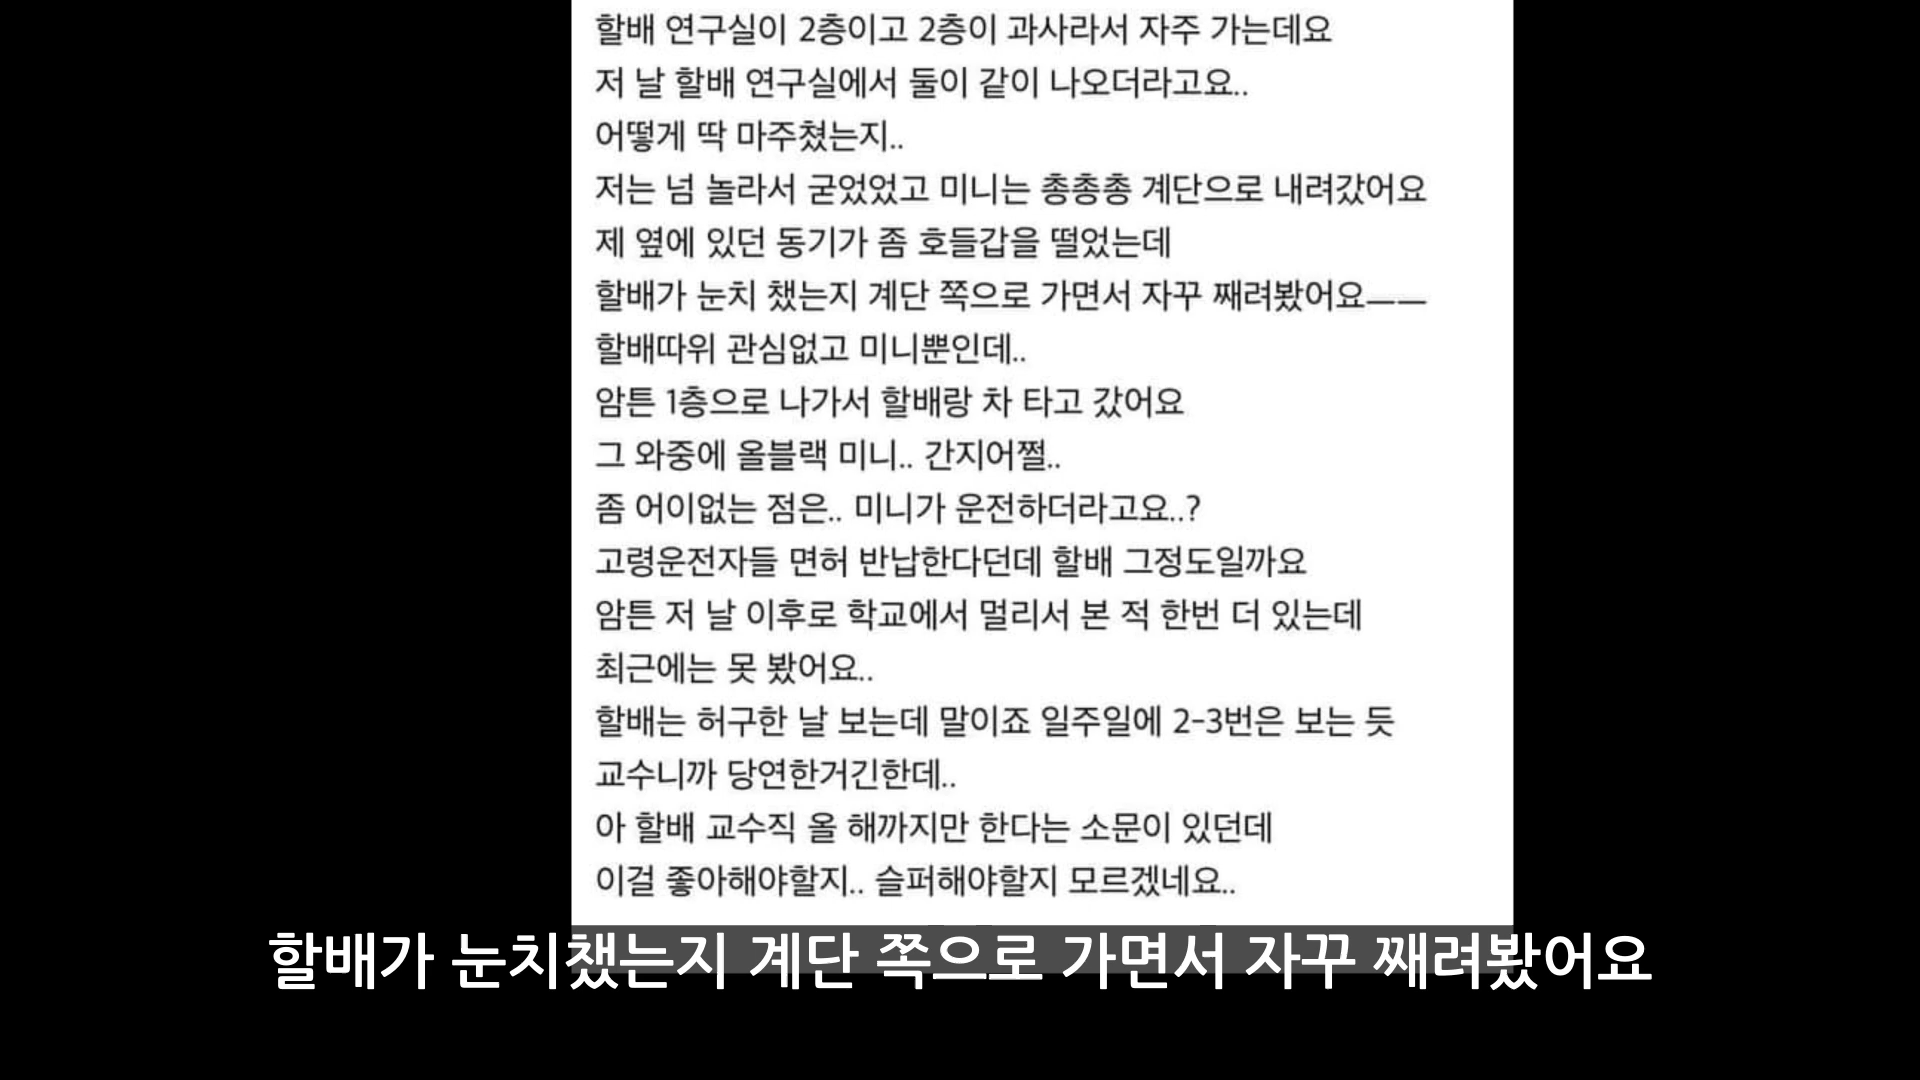 할배 연구실이 2층이고 2층이 과사라서 자주 가는데요
저 날 할배 연구실에서 둘이 같이 나오더라고요..
어떻게 딱 마주쳤는지..
저는 넘 놀라서 굳었었고 미니는 총총총 계단으로 내려갔어요
제 옆에 있던 동기가 좀 호들갑을 떨었는데
할배가 눈치 챘는지 계단 쪽으로 가면서 자꾸 째려봤어요ㅡㅡ
할배따위 관심없고 미니뿐인데..
암튼 1층으로 나가서 할배랑 차 타고 갔어요
그 와중에 올블랙 미니.. 간지어쩔..
좀 어이없는 점은.. 미니가 운전하더라고요..?
고령운전자들 면허 반납한다던데 할배 그정도일까요
암튼 저 날 이후로 학교에서 멀리서 본 적 한번 더 있는데
최근에는 못 봤어요..
할배는 허구한 날 보는데 말이죠 일주일에 2-3번은 보는 듯
교수니까 당연한거긴한데..
아 할배 교수직 올 해까지만 한다는 소문이 있던데
이걸 좋아해야할지.. 슬퍼해야할지 모르겠네요..
할배가 눈치챘는지 계단 쪽으로 가면서 자꾸 째려봤어요